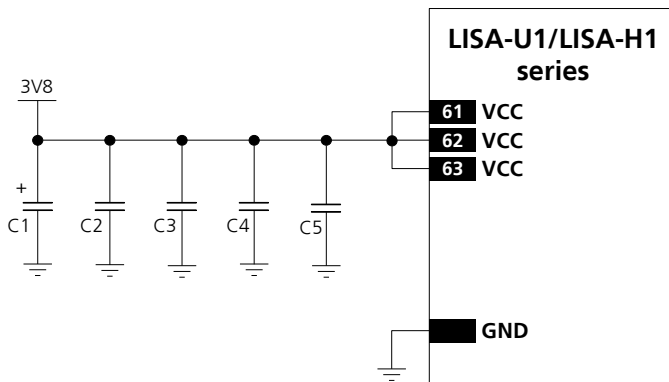 LISA-U1/LISA-H1
series
3V8
61 VCC
62 VCC
63 VCC
+
C1 C2 C3 C4 C5
GND